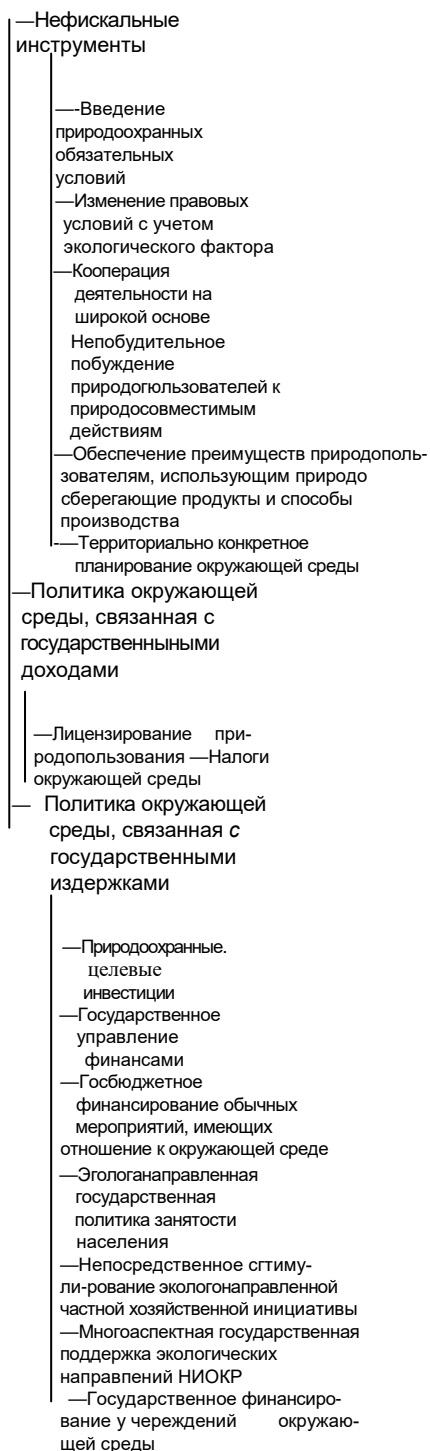 —Нефискальные
инструменты
—-Введение
природоохранных
обязательных
условий
—Изменение правовых
условий с учетом
экологического фактора
—Кооперация
деятельности на
широкой основе
Непобудительное
побуждение
природогюльзователей к
природосовместимым
действиям
—Обеспечение преимуществ природополь-
зователям, использующим природо
сберегающие продукты и способы
производства
-—Территориально конкретное
планирование окружающей среды
—Политика окружающей
среды, связанная с
государственныными
доходами
—Лицензирование при-
родопользования —Налоги
окружающей среды
— Политика окружающей
среды, связанная с
государственными
издержками
—Природоохранные.
целевые
инвестиции
—Государственное
управление
финансами
—Госбюджетное
финансирование обычных
мероприятий, имеющих
отношение к окружающей среде
—Эгологанаправленная
государственная
политика занятости
населения
—Непосредственное сгтиму-
ли-рование экологонаправленной
частной хозяйственной инициативы
—Многоаспектная государственная
поддержка экологических
направпений НИОКР
—Государственное финансиро-
вание у череждений окружаю-
щей среды